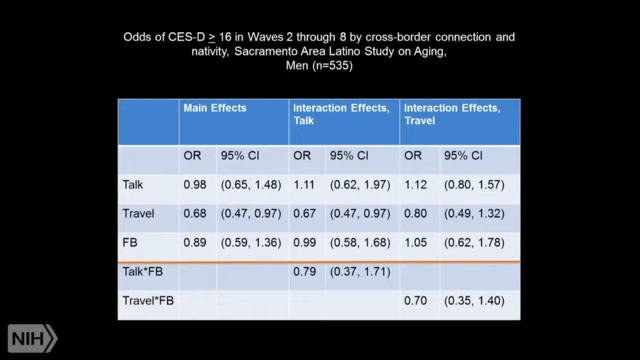 Odds of CES-D ≥ 16 in Waves 2 through 8 by cross-border connection and
nativity, Sacramento Area Latino Study on Aging,
Men (n=535)
Main Effects Interaction Effects, Talk Interaction Effects, Travel
OR 95% CI OR 95% CI OR 95% CI
Talk 0.98 (0.65, 1.48) 1.11 (0.62, 1.97) 1.12 (0.80, 1.57)
Travel 0.68 (0.47, 0.97) 0.67 (0.47, 0.97) 0.80 (0.49, 1.32)
FB 0.89 (0.59, 1.36) 0.99 (0.58, 1.68) 1.05 (0.62, 1.78)
Talk*FB 0.79 (0.37, 1.71)
Travel*FB 0.70 (0.35, 1.40)
NIH